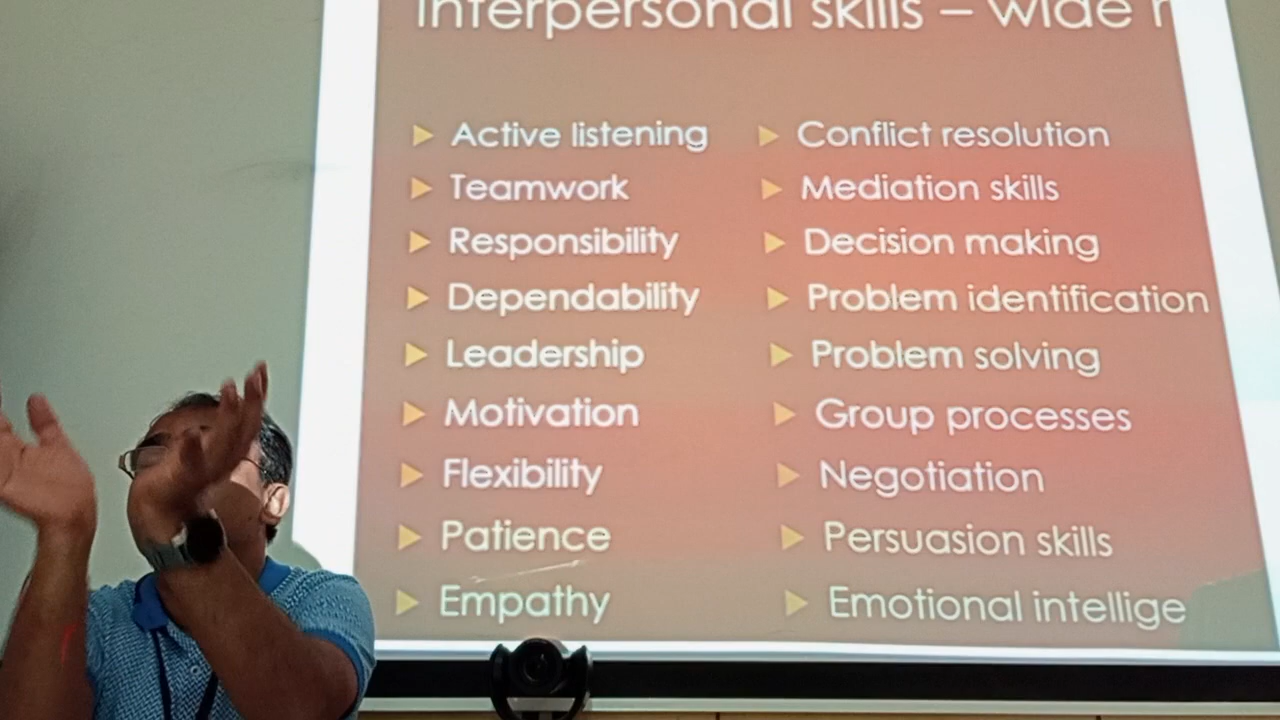 Interpersonal skills – wide
Active listening
Teamwork
Responsibility
Dependability
Leadership
Motivation
Flexibility
Patience
Empathy
Conflict resolution
Mediation skills
Decision making
Problem identification
Problem solving
Group processes
Negotiation
Persuasion skills
Emotional intellige